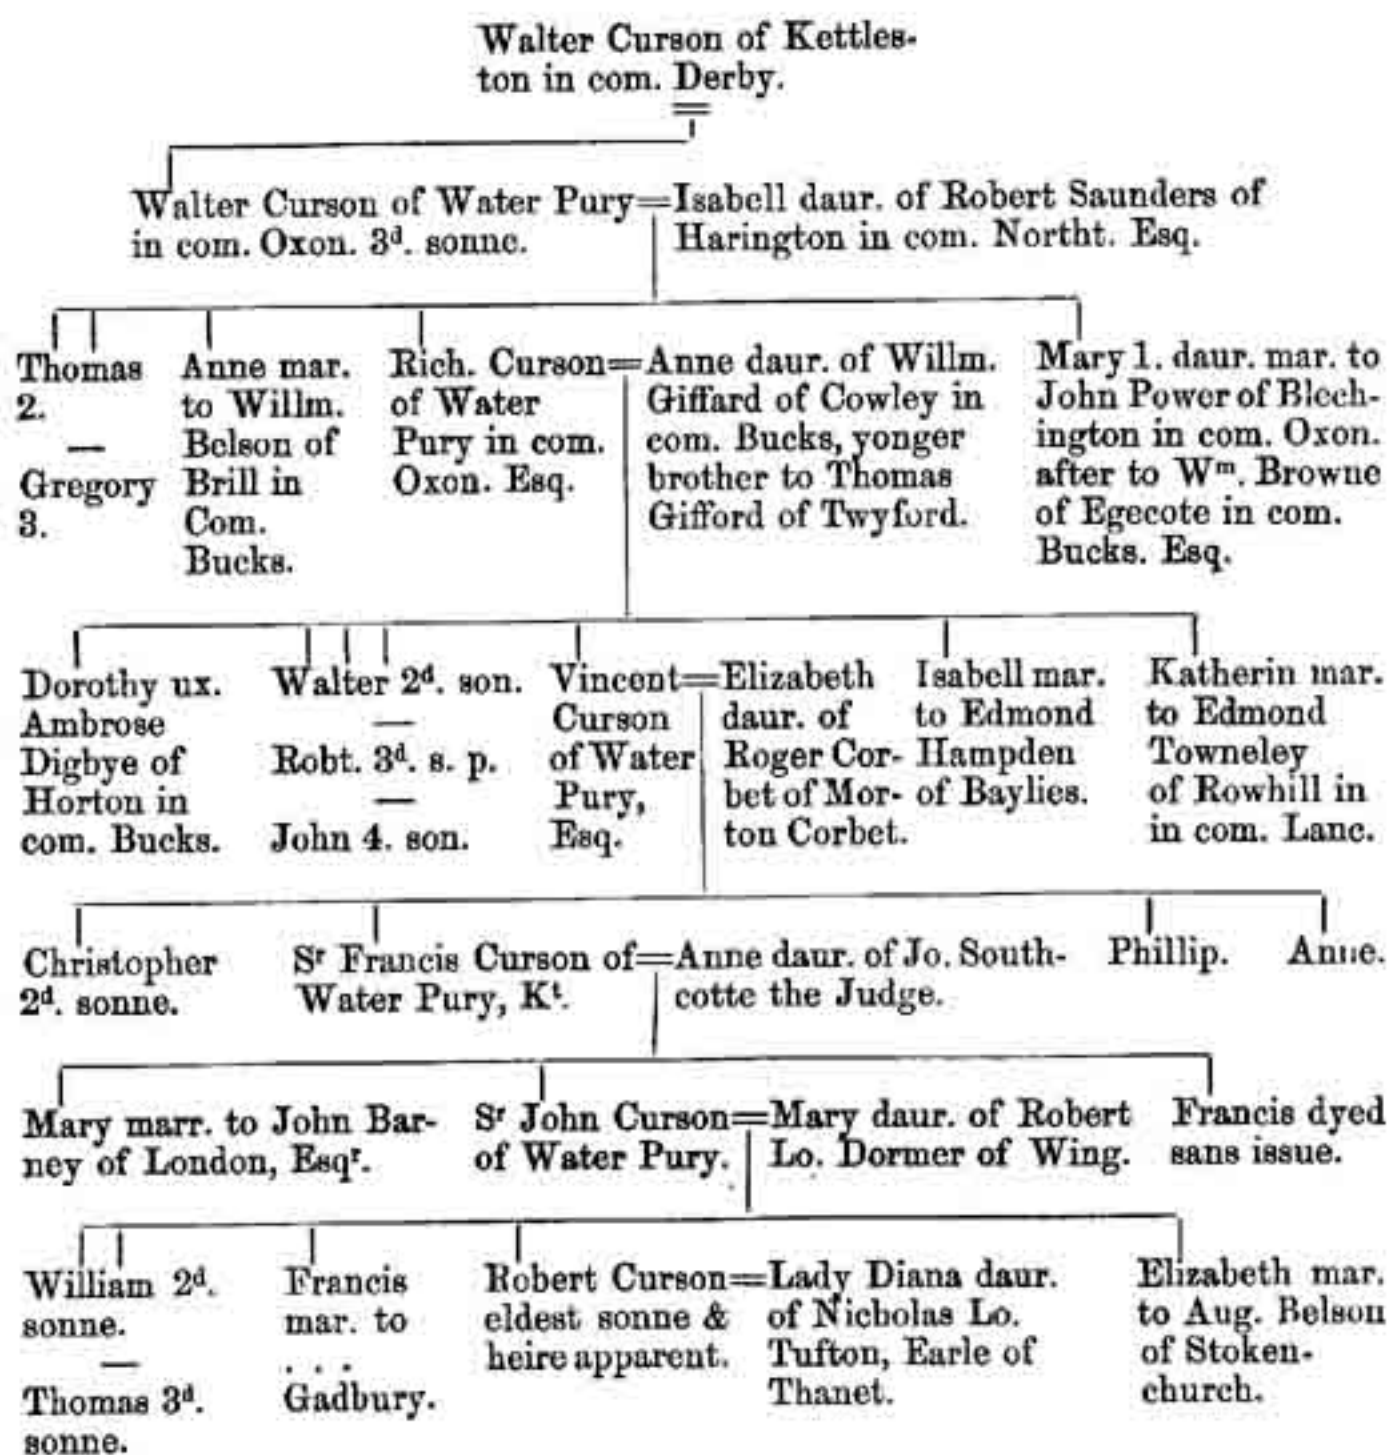 Walter Curson of Kettles-
ton in com. Derby.
Walter Curson of Water Pury=Isabell daur. of Robert Saunders of
in com. Oxon. 3d. sonne. Harington in com. Northt. Esq.
Thomas
2.
—
Gregory
3.
Anne mar.
to Willm.
Belson of
Brill in
Com.
Bucks.
Rich. Curson=
of Water
Pury in com.
Oxon. Esq.
Anne daur. of Willm.
Giffard of Cowley in
com. Bucks, yonger
brother to Thomas
Gifford of Twyford.
Mary 1. daur. mar. to
John Power of Blech-
ington in com. Oxon.
after to Wm. Browne
of Egecote in com.
Bucks. Esq.
Dorothy ux.
Ambrose
Digbye of
Horton in
com. Bucks.
Walter 2d. son.
—
Robt. 3d. s. p.
—
John 4. son.
Vincent=
Curson
of Water
Pury,
Esq.
Elizabeth
daur. of
Roger Cor-
bet of Mor-
ton Corbet.
Isabell mar.
to Edmond
Hampden
of Baylies.
Katherin mar.
to Edmond
Towneley
of Rowhill in
in com. Lanc.
Christopher
2d. sonne.
Sr Francis Curson of=
Water Pury, Kt.
Anne daur. of Jo. South-
cotte the Judge.
Phillip.
Anne.
Mary marr. to John Bar-
ney of London, Esqr.
Sr John Curson=
of Water Pury.
Mary daur. of Robert
Lo. Dormer of Wing.
Francis dyed
sans issue.
William 2d.
sonne.
—
Thomas 3d.
sonne.
Francis
mar. to
. . .
Gadbury.
Robert Curson=
eldest sonne &
heire apparent.
Lady Diana daur.
of Nicholas Lo.
Tufton, Earle of
Thanet.
Elizabeth mar.
to Aug. Belson
of Stoken-
church.